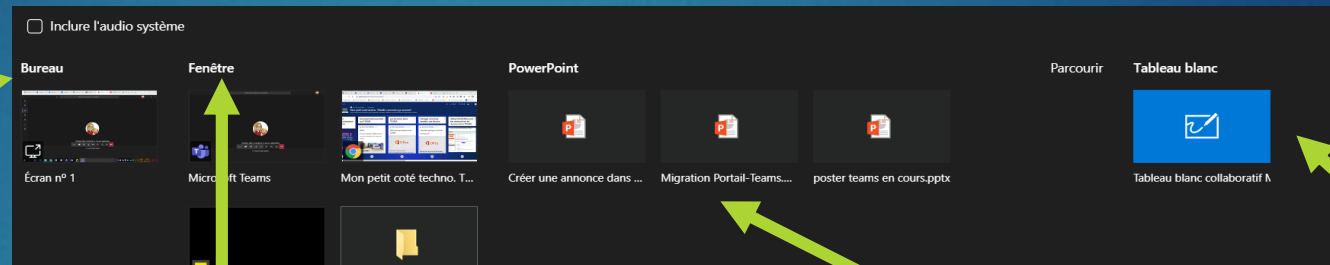 Inclure l'audio système
Bureau
Fenêtre
PowerPoint
Parcourir
Tableau blanc
Écran nº 1
Microsoft Teams
Mon petit coté techno. T...
Créer une annonce dans ...
Migration Portail-Teams....
poster teams en cours.pptx
Tableau blanc collaboratif